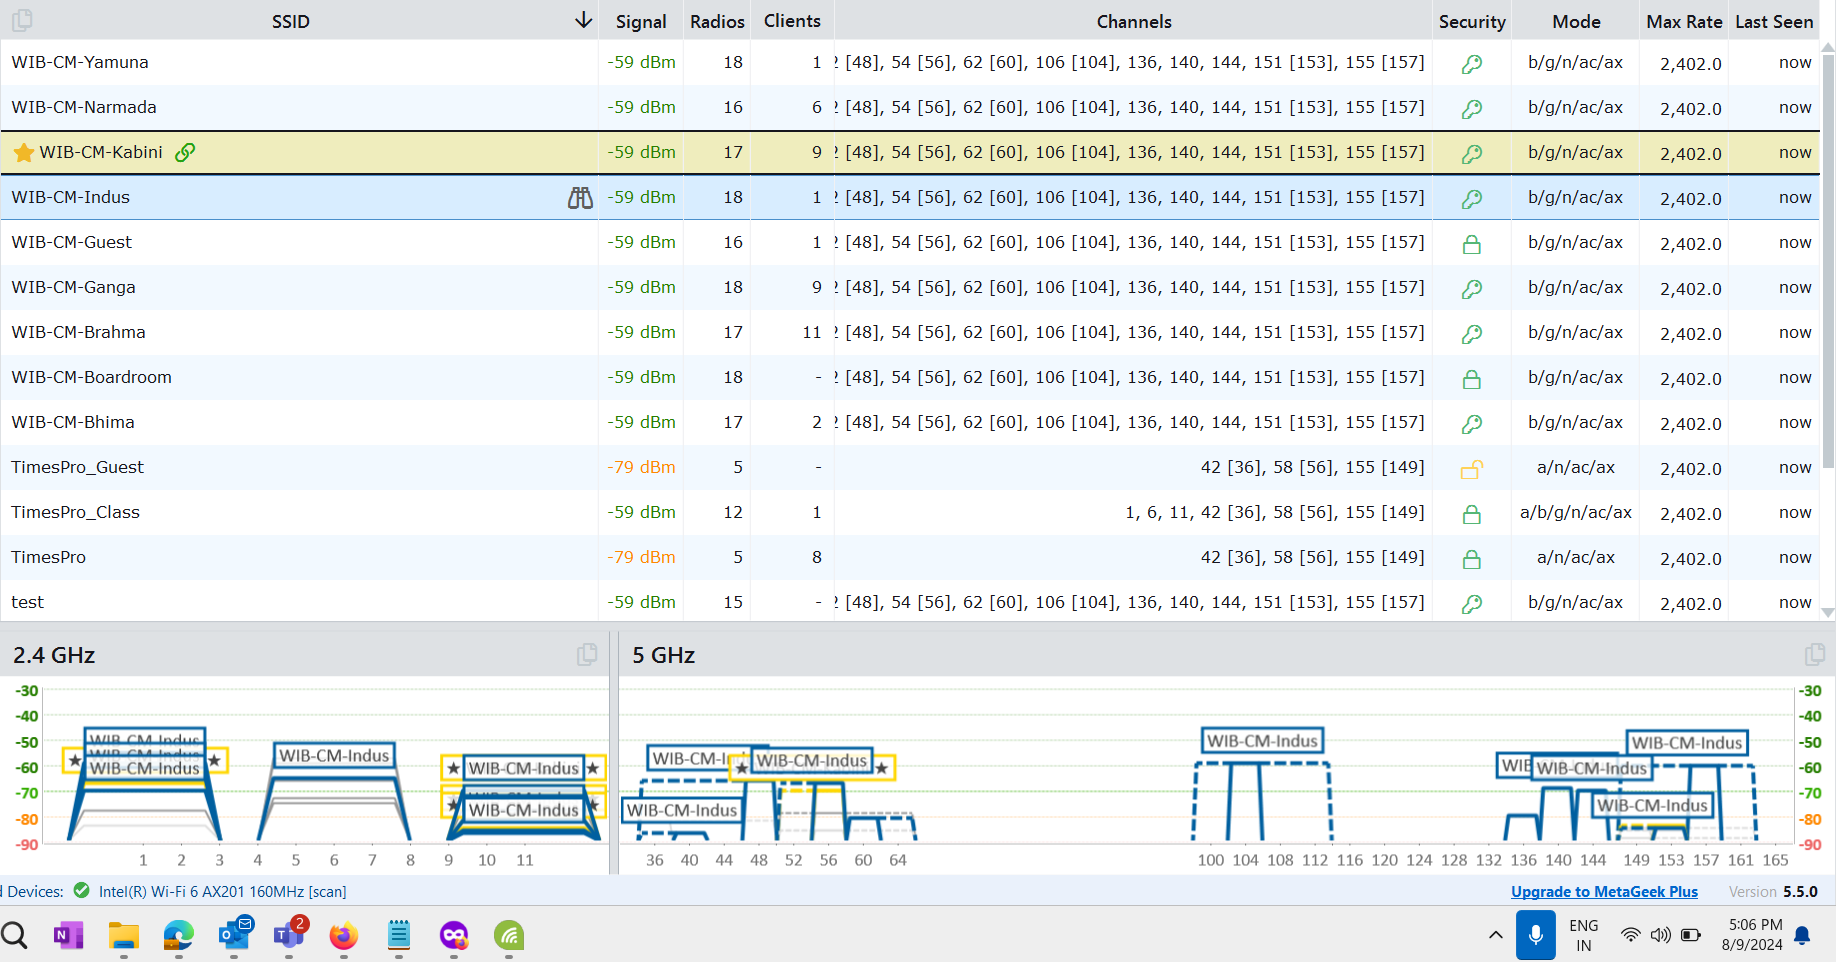 SSID Signal Radios Clients Channels Security Mode Max Rate Last Seen
WIB-CM-Yamuna -59 dBm 18 1 [48], 54 [56], 62 [60], 106 [104], 136, 140, 144, 151 [153], 155 [157] b/g/n/ac/ax 2,402.0 now
WIB-CM-Narmada -59 dBm 16 6 [48], 54 [56], 62 [60], 106 [104], 136, 140, 144, 151 [153], 155 [157] b/g/n/ac/ax 2,402.0 now
WIB-CM-Kabini -59 dBm 17 9 [48], 54 [56], 62 [60], 106 [104], 136, 140, 144, 151 [153], 155 [157] b/g/n/ac/ax 2,402.0 now
WIB-CM-Indus -59 dBm 18 1 [48], 54 [56], 62 [60], 106 [104], 136, 140, 144, 151 [153], 155 [157] b/g/n/ac/ax 2,402.0 now
WIB-CM-Guest -59 dBm 16 1 [48], 54 [56], 62 [60], 106 [104], 136, 140, 144, 151 [153], 155 [157] b/g/n/ac/ax 2,402.0 now
WIB-CM-Ganga -59 dBm 18 9 [48], 54 [56], 62 [60], 106 [104], 136, 140, 144, 151 [153], 155 [157] b/g/n/ac/ax 2,402.0 now
WIB-CM-Brahma -59 dBm 17 11 [48], 54 [56], 62 [60], 106 [104], 136, 140, 144, 151 [153], 155 [157] b/g/n/ac/ax 2,402.0 now
WIB-CM-Boardroom -59 dBm 18 - [48], 54 [56], 62 [60], 106 [104], 136, 140, 144, 151 [153], 155 [157] b/g/n/ac/ax 2,402.0 now
WIB-CM-Bhima -59 dBm 17 2 [48], 54 [56], 62 [60], 106 [104], 136, 140, 144, 151 [153], 155 [157] b/g/n/ac/ax 2,402.0 now
TimesPro_Guest -79 dBm 5 - 42 [36], 58 [56], 155 [149] a/n/ac/ax 2,402.0 now
TimesPro_Class -59 dBm 12 1 1, 6, 11, 42 [36], 58 [56], 155 [149] a/b/g/n/ac/ax 2,402.0 now
TimesPro -79 dBm 5 8 42 [36], 58 [56], 155 [149] a/n/ac/ax 2,402.0 now
test -59 dBm 15 - [48], 54 [56], 62 [60], 106 [104], 136, 140, 144, 151 [153], 155 [157] b/g/n/ac/ax 2,402.0 now
2.4 GHz
-30
-40
-50
-60
-70
-80
-90
WIB-CM-Indus
WIB-CM-Indus
WIB-CM-Indus
WIB-CM-Indus
WIB-CM-Indus
1 2 3 4 5 6 7 8 9 10 11
5 GHz
WIB-CM-Indus
WIB-CM-Indus
WIB-CM-Indus
WIB-CM-Indus
WIB-CM-Indus
WIB-CM-Indus
-30
-40
-50
-60
-70
-80
-90
36 40 44 48 52 56 60 64 100 104 108 112 116 120 124 128 132 136 140 144 149 153 157 161 165
Devices: Intel(R) Wi-Fi 6 AX201 160MHz [scan] Upgrade to MetaGeek Plus Version 5.5.0
N
2
ENG
IN
5:06 PM
8/9/2024